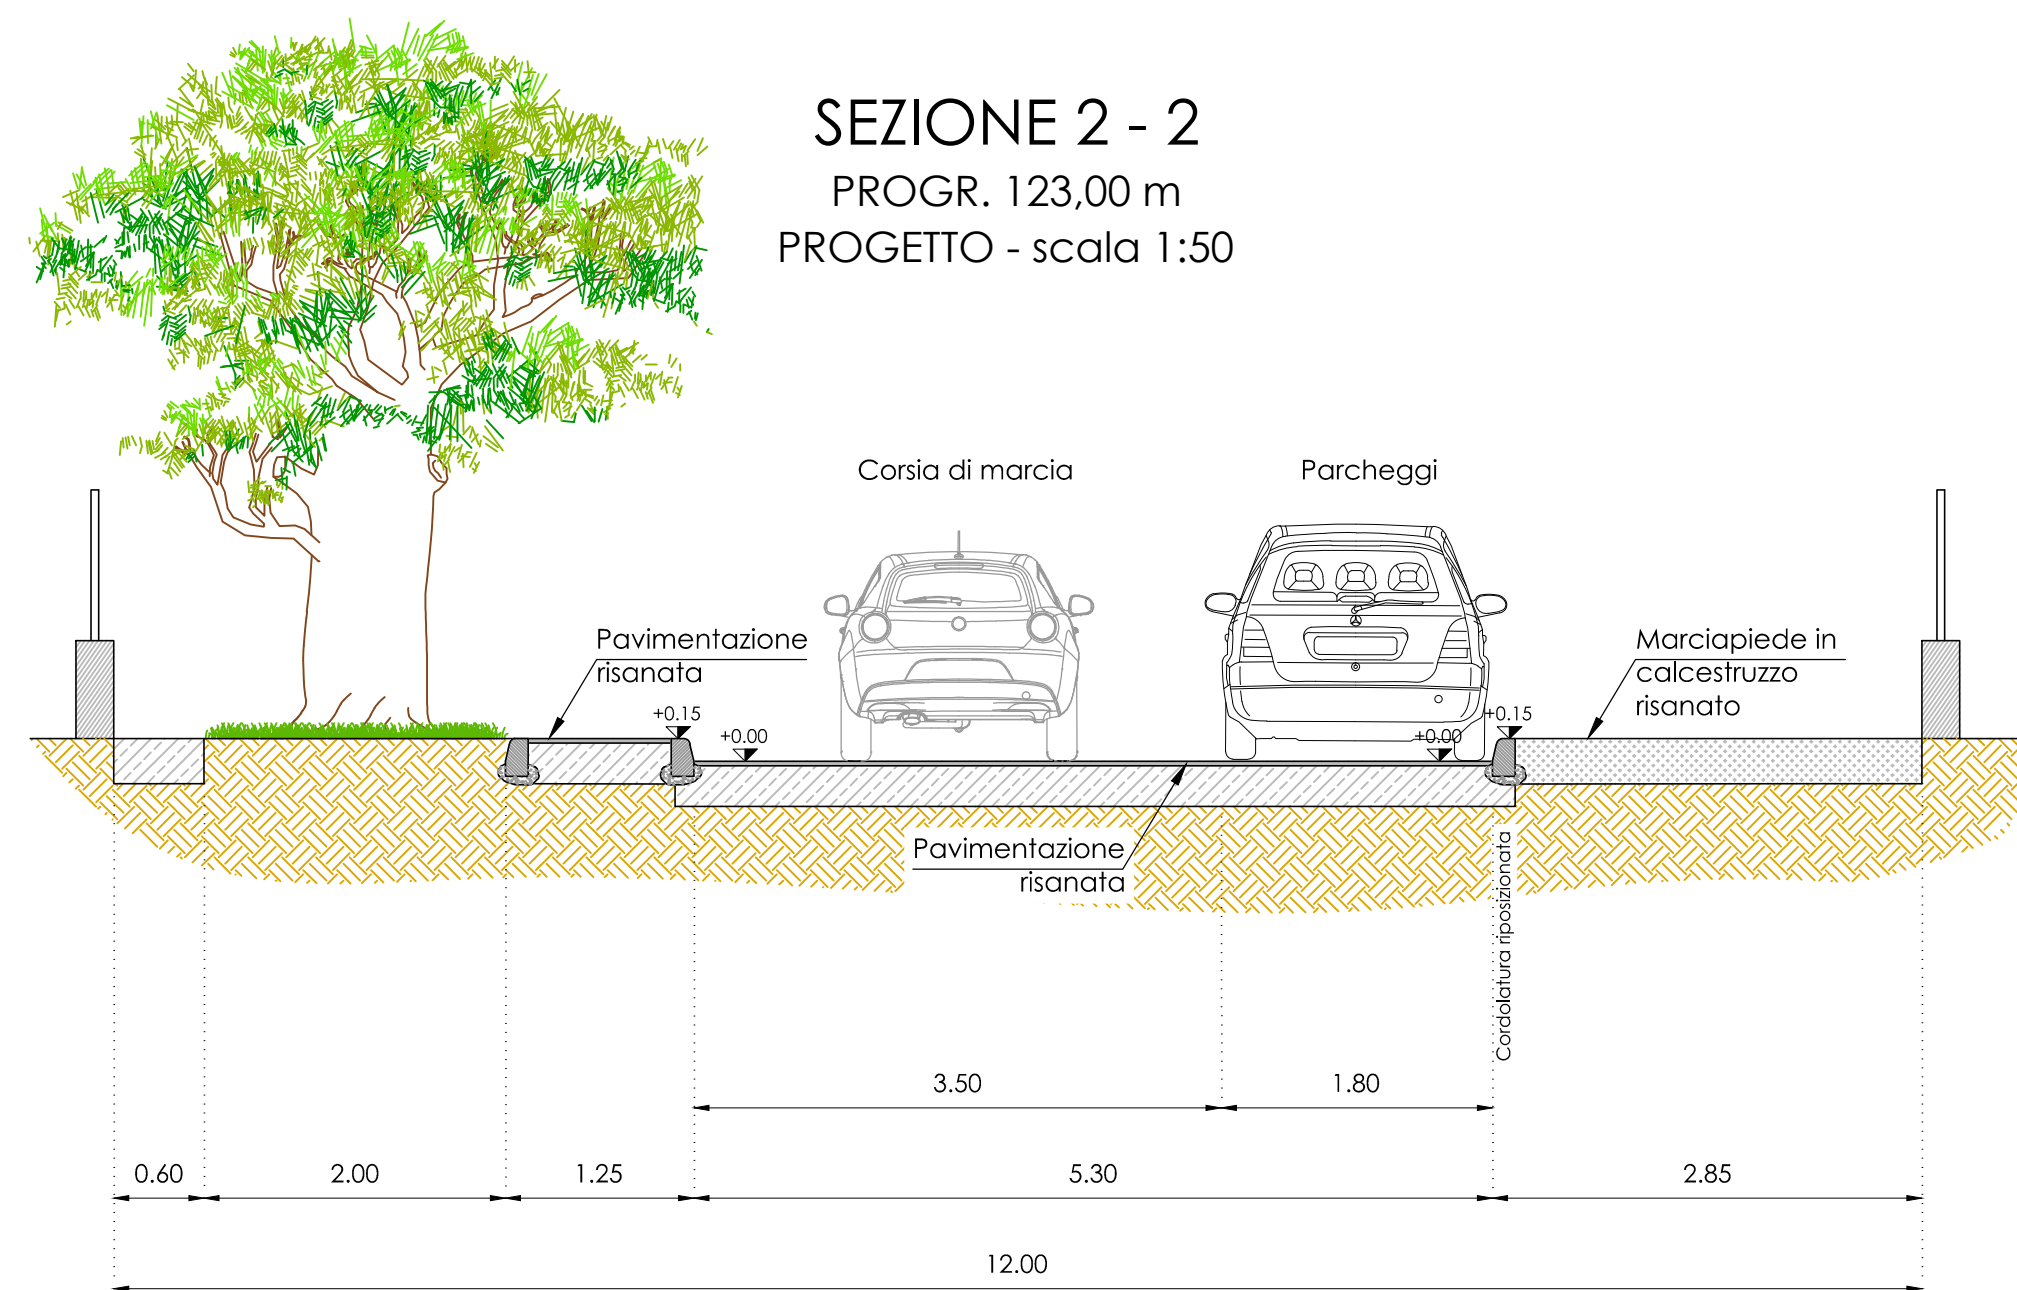 SEZIONE 2 - 2
PROGR. 123,00 m
PROGETTO - scala 1:50
Corsia di marcia
Parcheggi
Pavimentazione
risanata
Marciapiede in
calcestruzzo
risanato
+0.15
+0.00
+0.15
+0.00
Pavimentazione
risanata
Cordolatura riposizionata
3.50
1.80
0.60
2.00
1.25
5.30
2.85
12.00